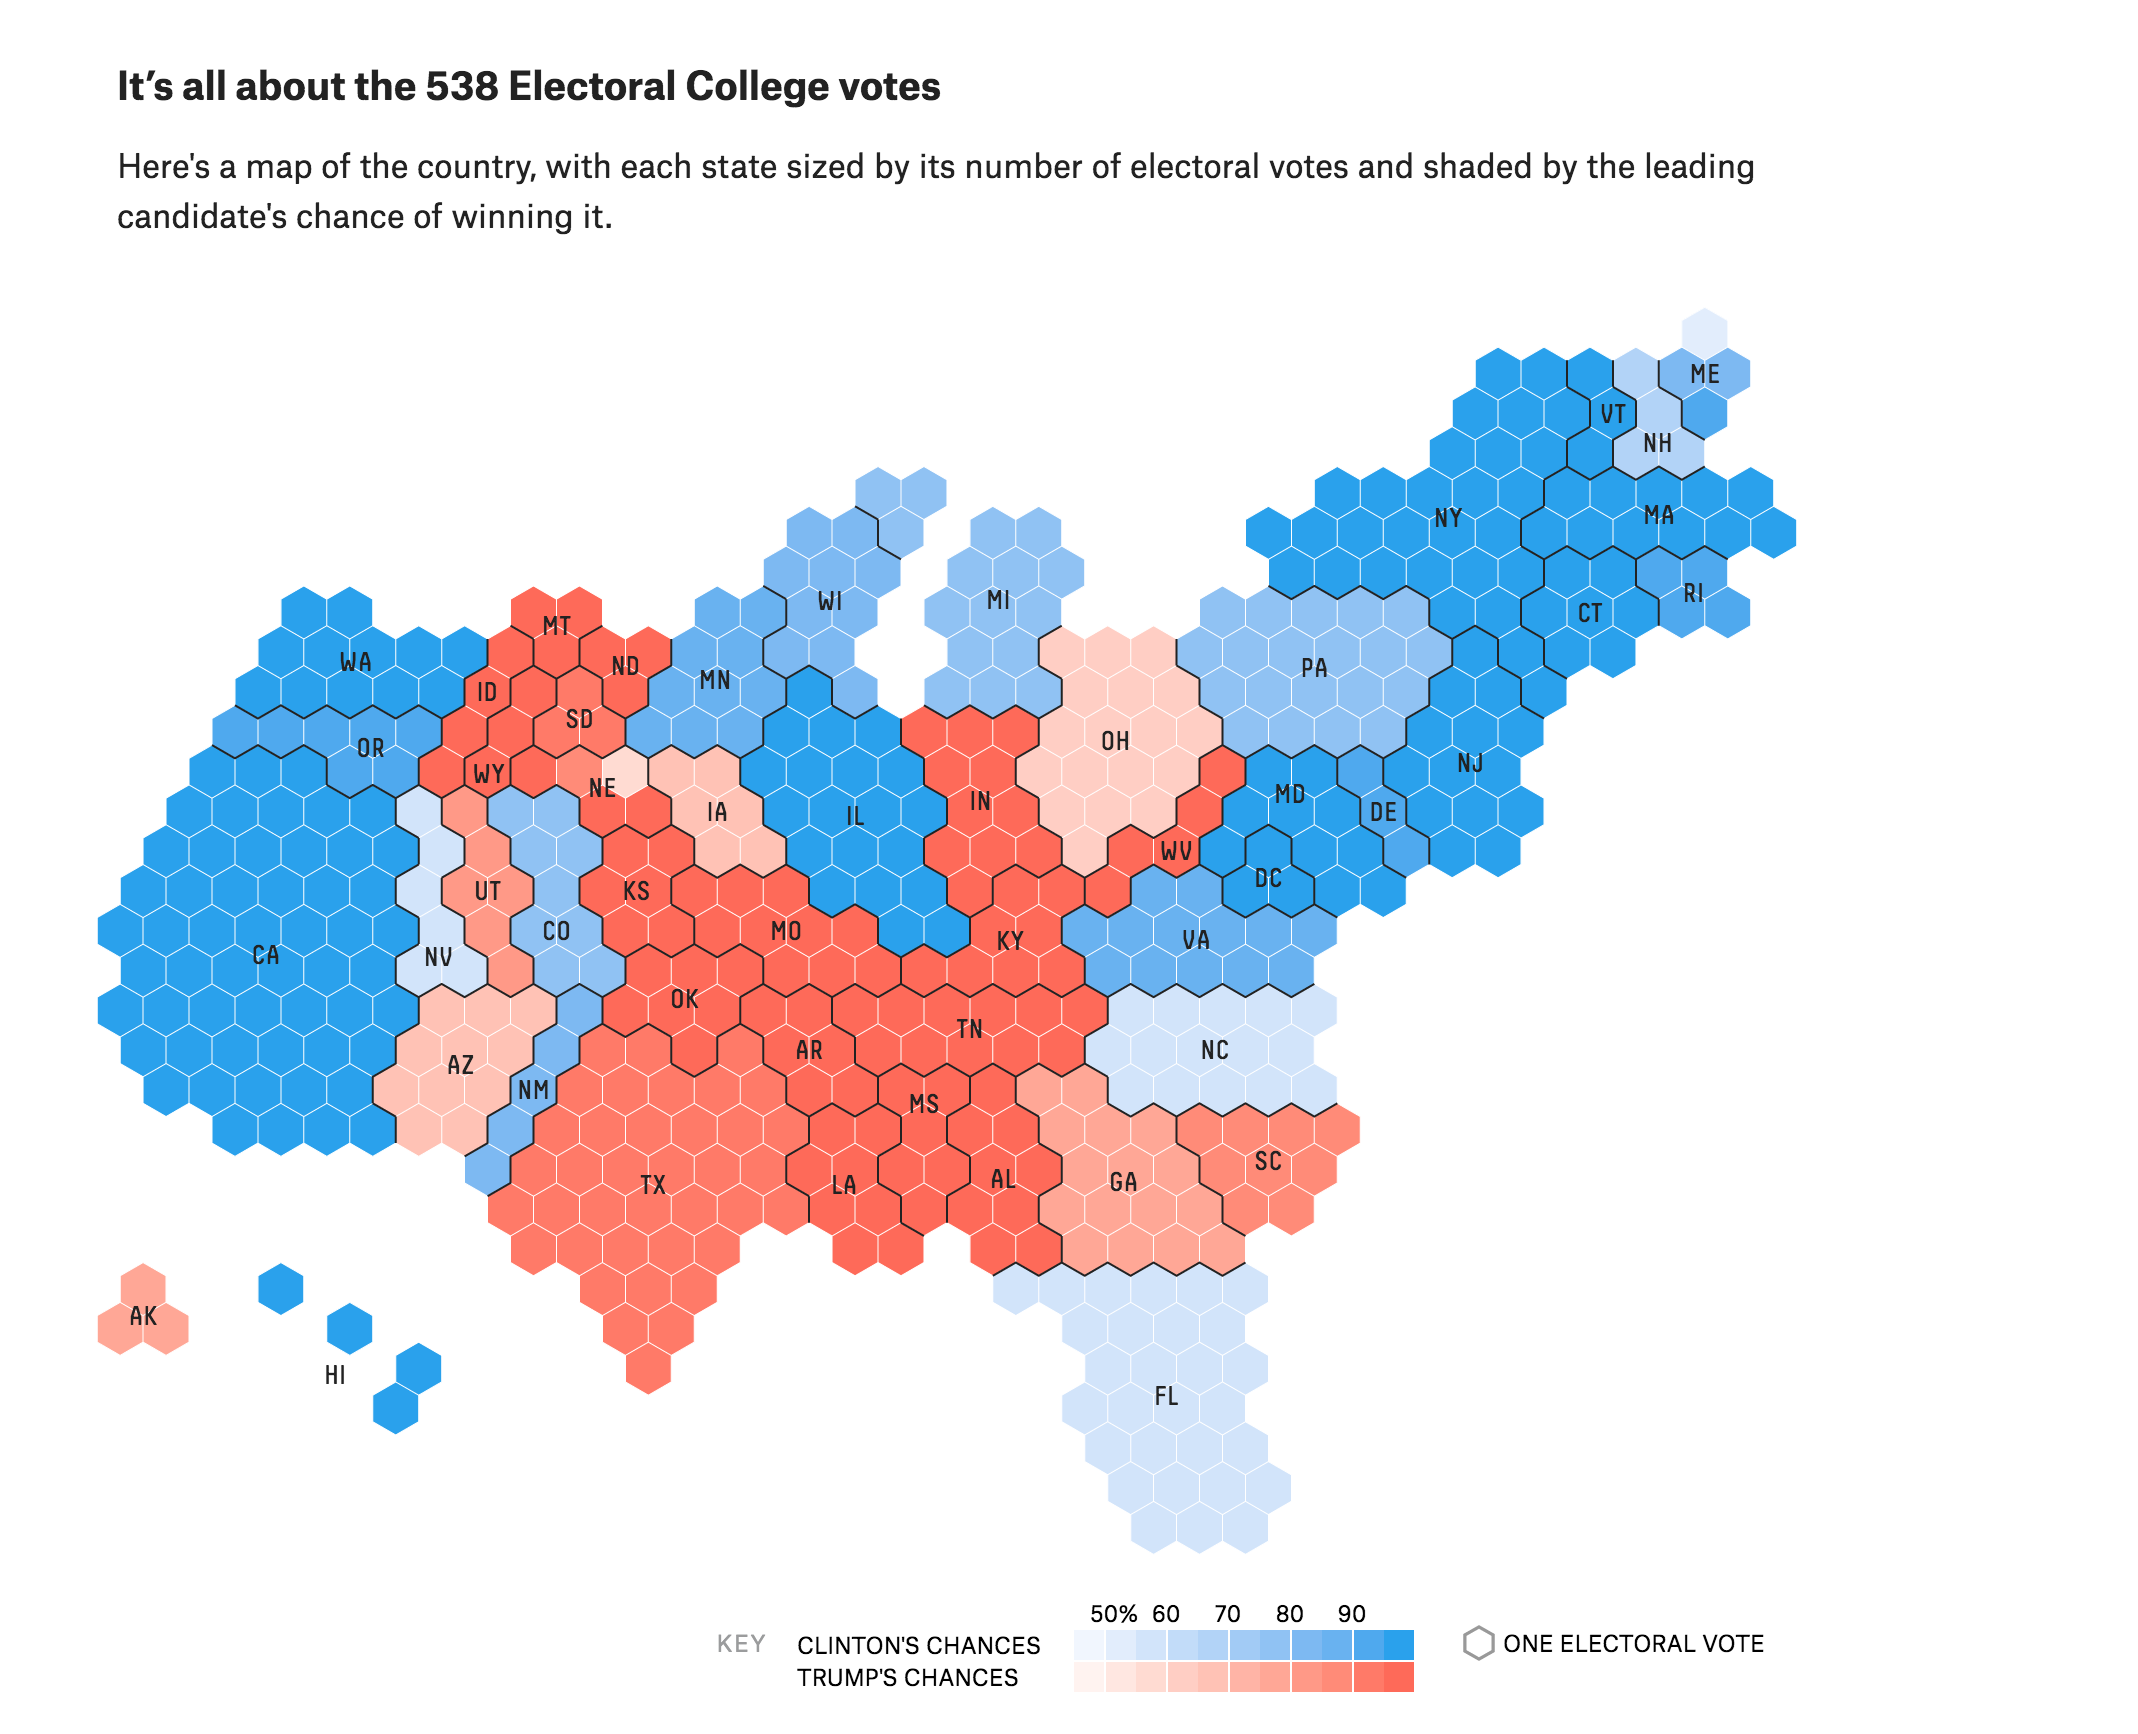 It’s all about the 538 Electoral College votes
Here's a map of the country, with each state sized by its number of electoral votes and shaded by the leading
candidate's chance of winning it.
ME
VT
NH
NY
MA
WI
MI
RI
CT
MT
WA
ND
PA
MN
ID
SD
OR
OH
NJ
WY
NE
MD
IA
IN
IL
DE
WV
UT
KS
DC
CO
MO
KY
VA
CA
NV
OK
TN
AZ
AR
NC
NM
MS
TX
LA
AL
GA
SC
AK
HI
FL
50% 60 70 80 90
KEY CLINTON'S CHANCES
TRUMP'S CHANCES
ONE ELECTORAL VOTE